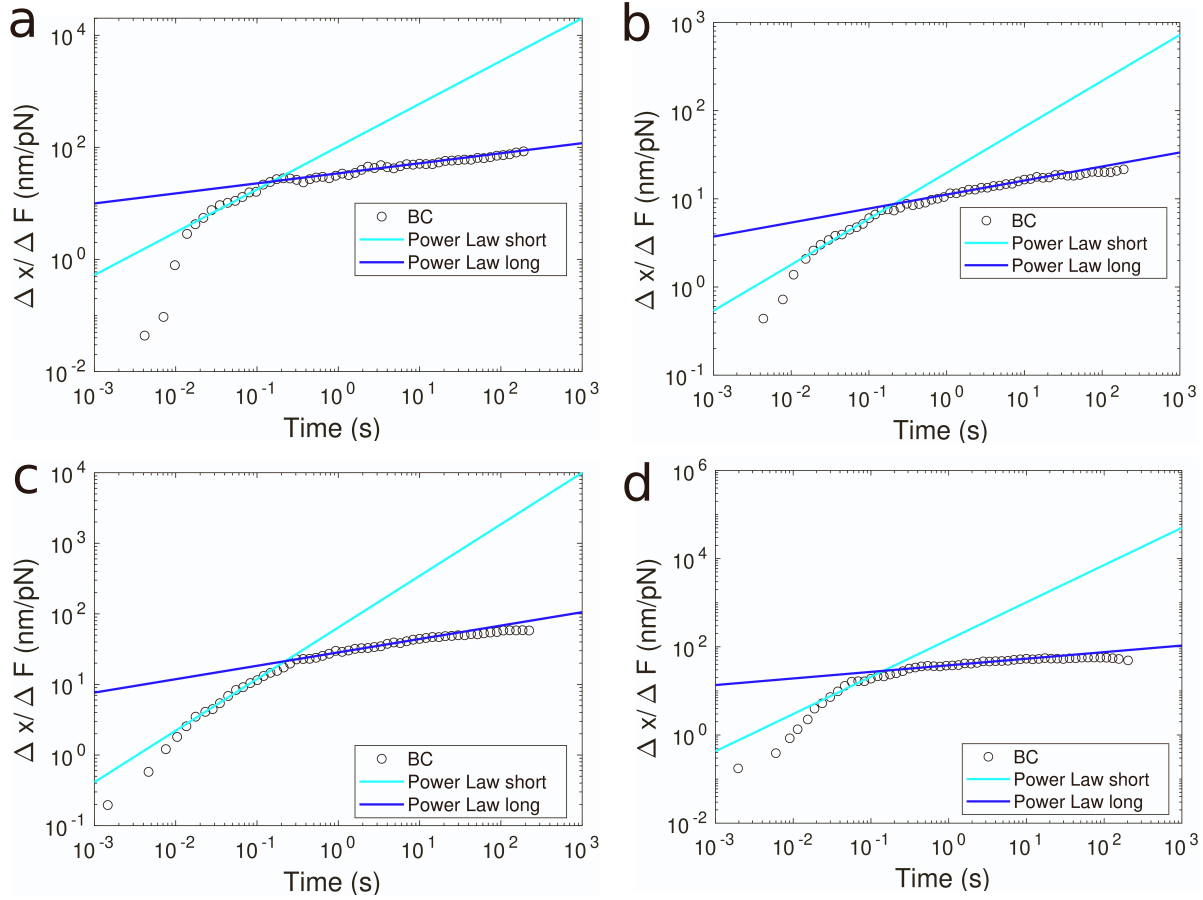 a
10^4
10^2
10^0
10^-2
Δ x/ Δ F (nm/pN)
BC
Power Law short
Power Law long
10^-3 10^-2 10^-1 10^0 10^1 10^2 10^3
Time (s)
b
10^3
10^2
10^1
10^0
10^-1
Δ x/ Δ F (nm/pN)
BC
Power Law short
Power Law long
10^-3 10^-2 10^-1 10^0 10^1 10^2 10^3
Time (s)
c
10^4
10^3
10^2
10^1
10^0
10^-1
Δ x/ Δ F (nm/pN)
BC
Power Law short
Power Law long
10^-3 10^-2 10^-1 10^0 10^1 10^2 10^3
Time (s)
d
10^6
10^4
10^2
10^0
10^-2
Δ x/ Δ F (nm/pN)
BC
Power Law short
Power Law long
10^-3 10^-2 10^-1 10^0 10^1 10^2 10^3
Time (s)